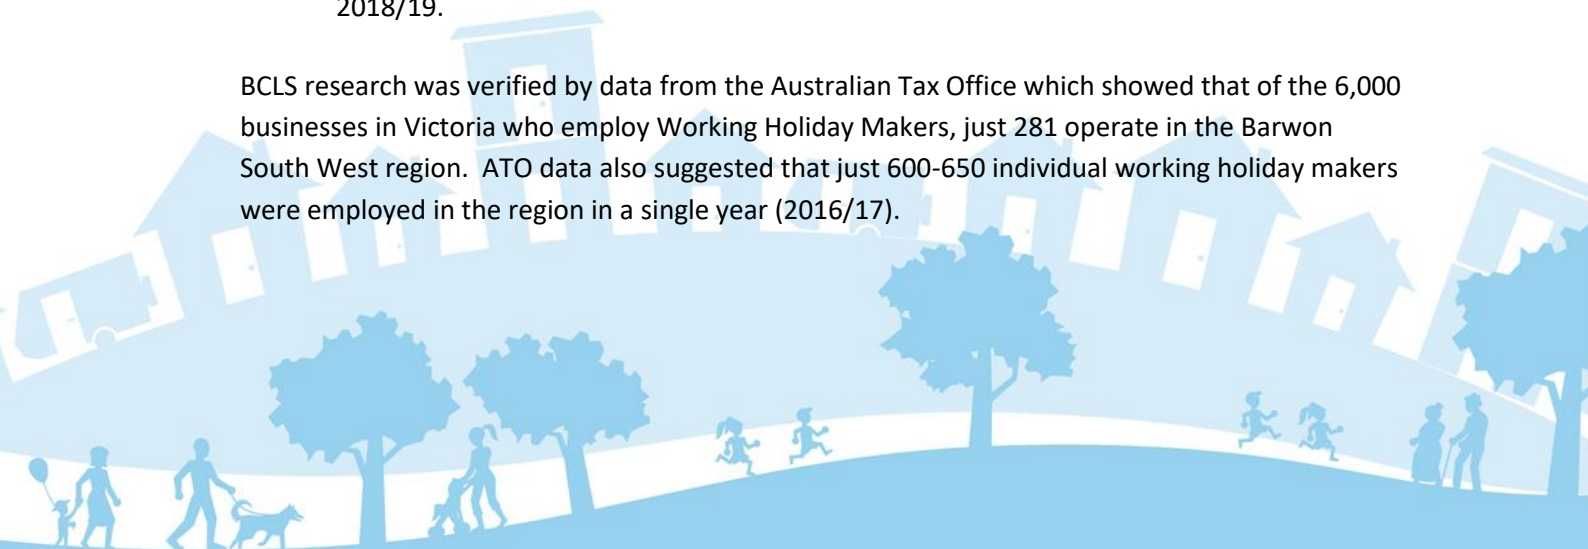 2018/19.
BCLS research was verified by data from the Australian Tax Office which showed that of the 6,000
businesses in Victoria who employ Working Holiday Makers, just 281 operate in the Barwon
South West region.  ATO data also suggested that just 600-650 individual working holiday makers
were employed in the region in a single year (2016/17).